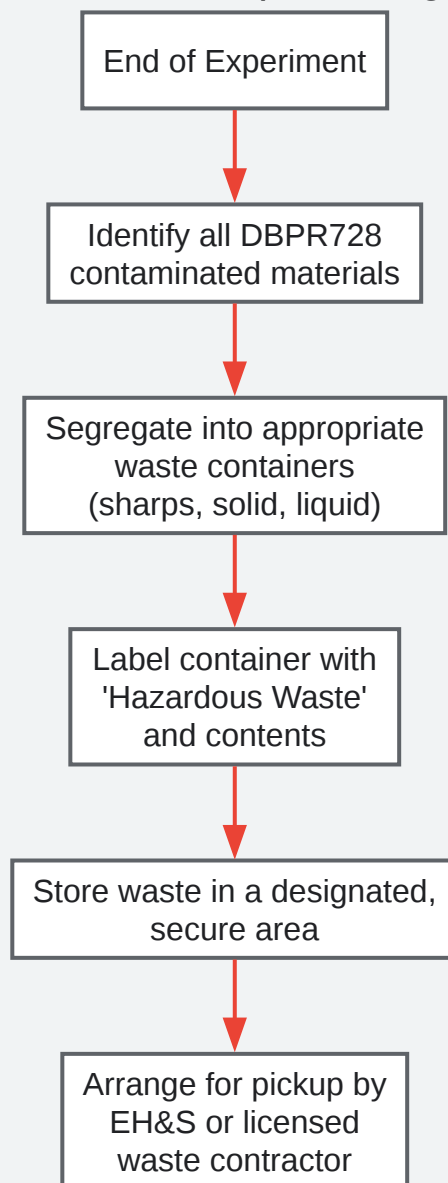 End of Experiment
Identify all DBPR728
contaminated materials
Segregate into appropriate
waste containers
(sharps, solid, liquid)
Label container with
'Hazardous Waste'
and contents
Store waste in a designated,
secure area
Arrange for pickup by
EH&S or licensed
waste contractor